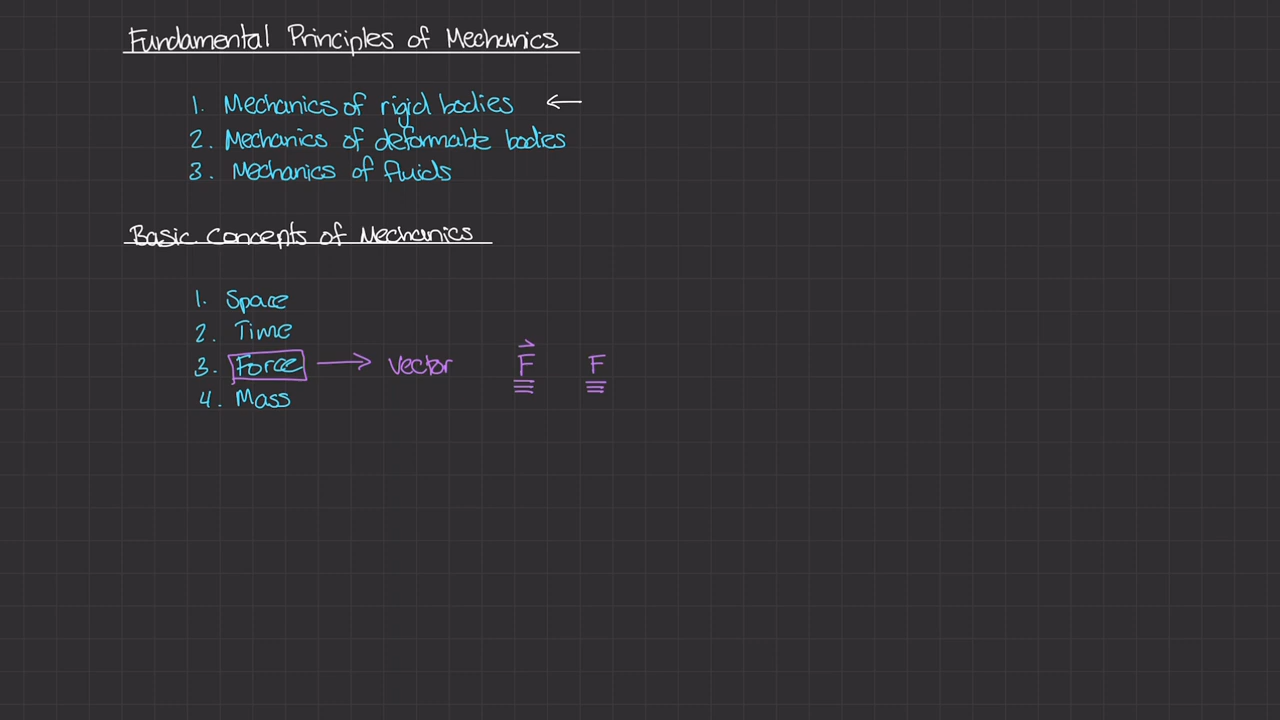 Fundamental Principles of Mechanics
1. Mechanics of rigid bodies ←
2. Mechanics of deformable bodies
3. Mechanics of fluids
Basic Concepts of Mechanics
1. Space
2. Time
3. Force → Vector F⃗ F
4. Mass